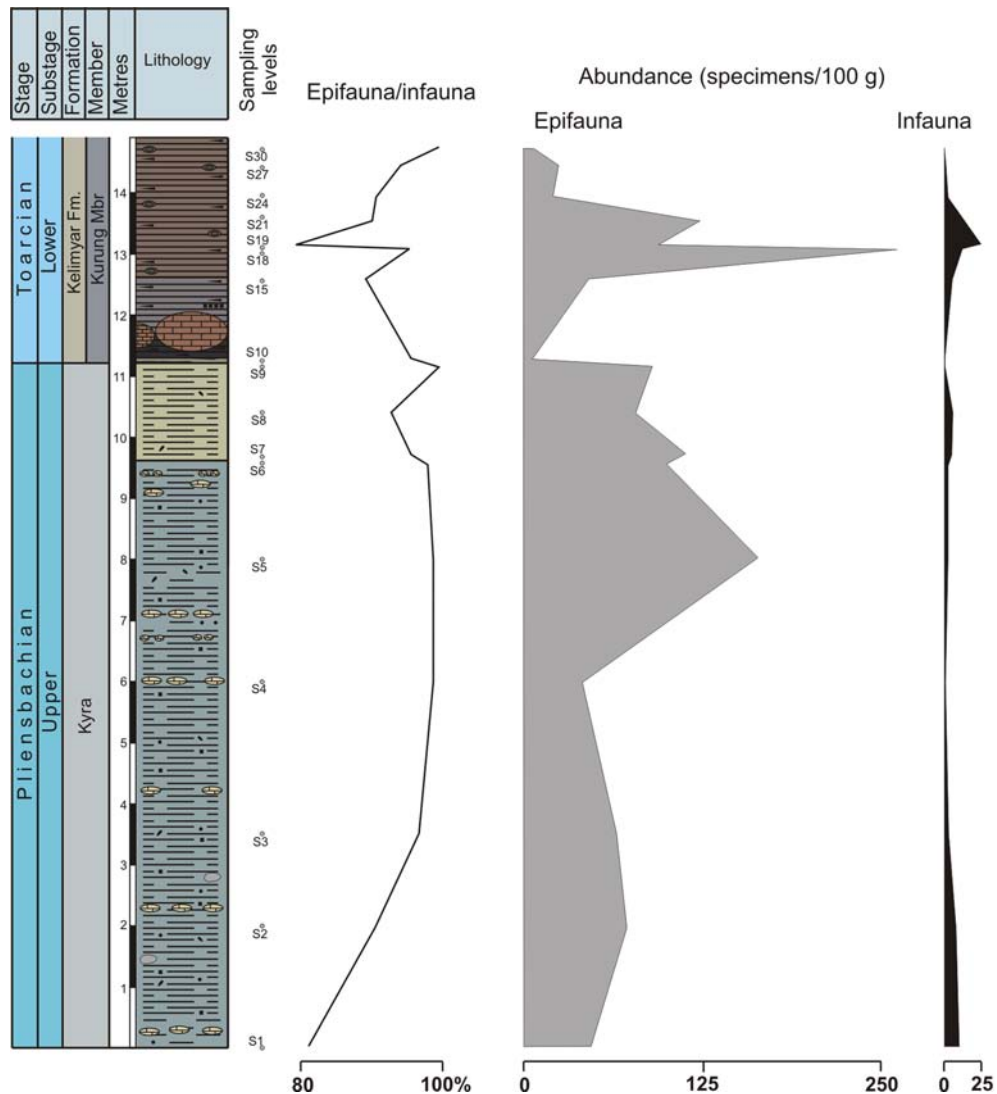 Stage
Substage
Formation
Member
Metres
Lithology
Sampling
levels
Epifauna/infauna
Abundance (specimens/100 g)
Epifauna
Infauna
Toarcian
Lower
Kelimyar Fm.
Kurung Mbr
Pliensbachian
Upper
Kyra
14
13
12
11
10
9
8
7
6
5
4
3
2
1
S30
S27
S24
S21
S19
S18
S15
S10
S9
S8
S7
S6
S5
S4
S3
S2
S1
80 100%
0 125 250
0 25